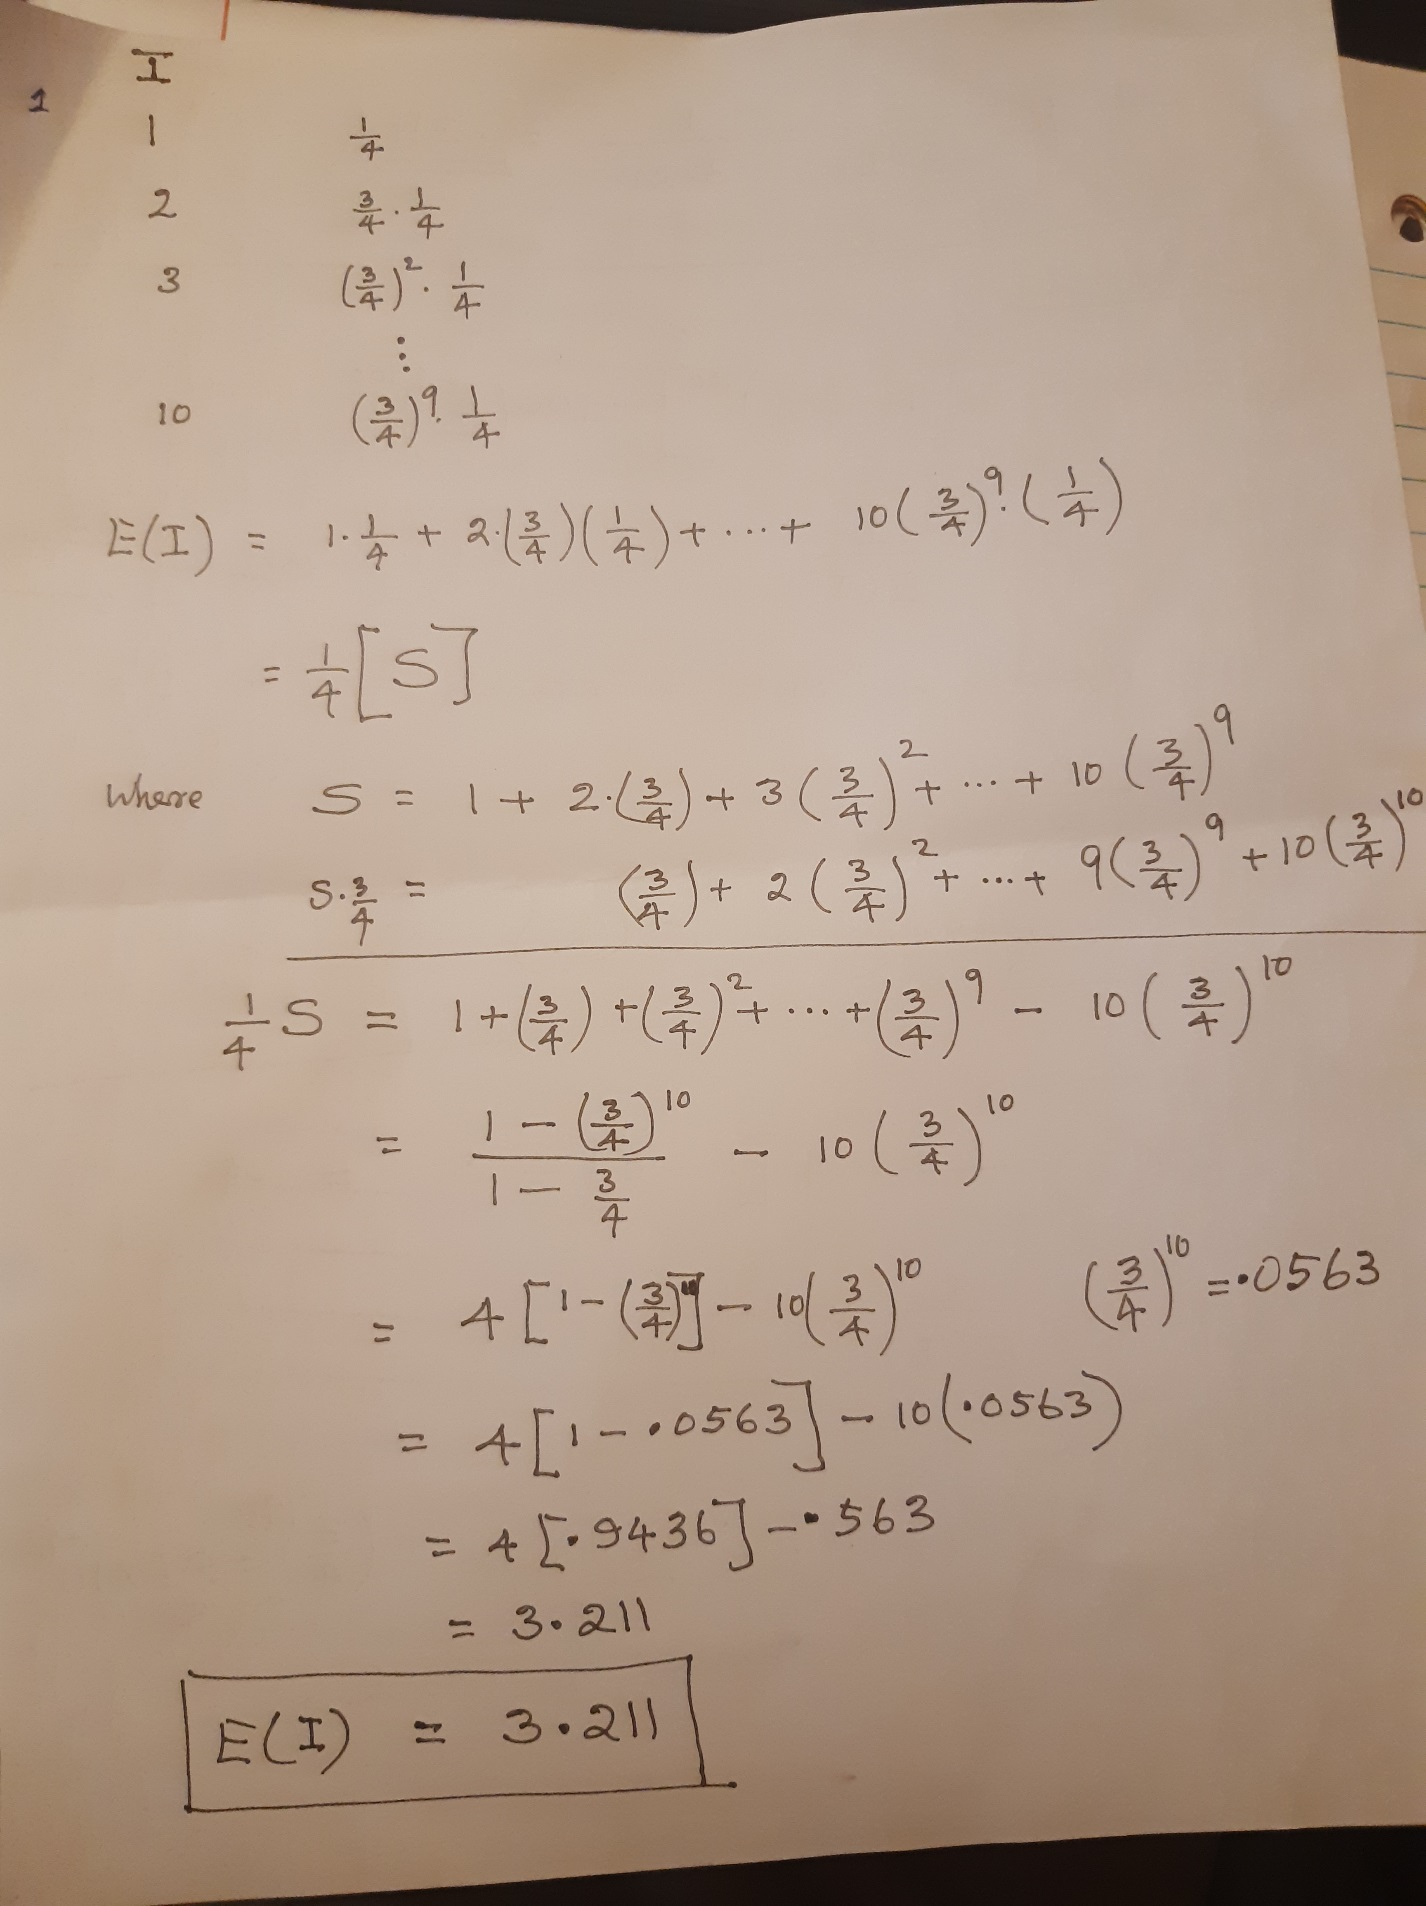 I
1
1 1/4
2 3/4 · 1/4
3 (3/4)² · 1/4
⋮
10 (3/4)⁹ · 1/4
E(I) = 1 · 1/4 + 2 · (3/4)(1/4) + ... + 10(3/4)⁹ · (1/4)
= 1/4 [S]
where S = 1 + 2 · (3/4) + 3(3/4)² + ... + 10(3/4)⁹
S · 3/4 = (3/4) + 2(3/4)² + ... + 9(3/4)⁹ + 10(3/4)¹⁰
1/4 S = 1 + (3/4) + (3/4)² + ... + (3/4)⁹ - 10(3/4)¹⁰
= (1 - (3/4)¹⁰)/(1 - 3/4) - 10(3/4)¹⁰
= 4[1 - (3/4)¹⁰] - 10(3/4)¹⁰ (3/4)¹⁰ = .0563
= 4[1 - .0563] - 10(.0563)
= 4[.9436] - .563
= 3.211
E(I) = 3.211